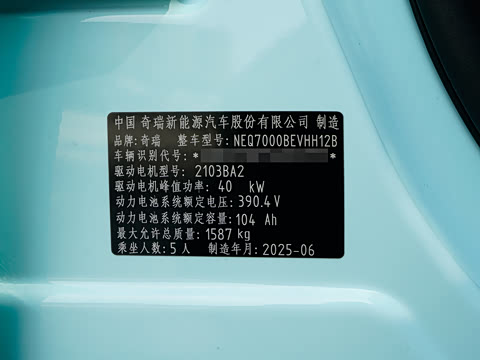 中国 奇瑞新能源汽车股份有限公司 制造
品牌:奇瑞 整车型号:NEQ7000BEVHH12B
车辆识别代号:* *
驱动电机型号: 2103BA2
驱动电机峰值功率: 40 kW
动力电池系统额定电压:390.4V
动力电池系统额定容量:104 Ah
最大允许总质量:1587kg
乘坐人数:5人 制造年月:2025-06